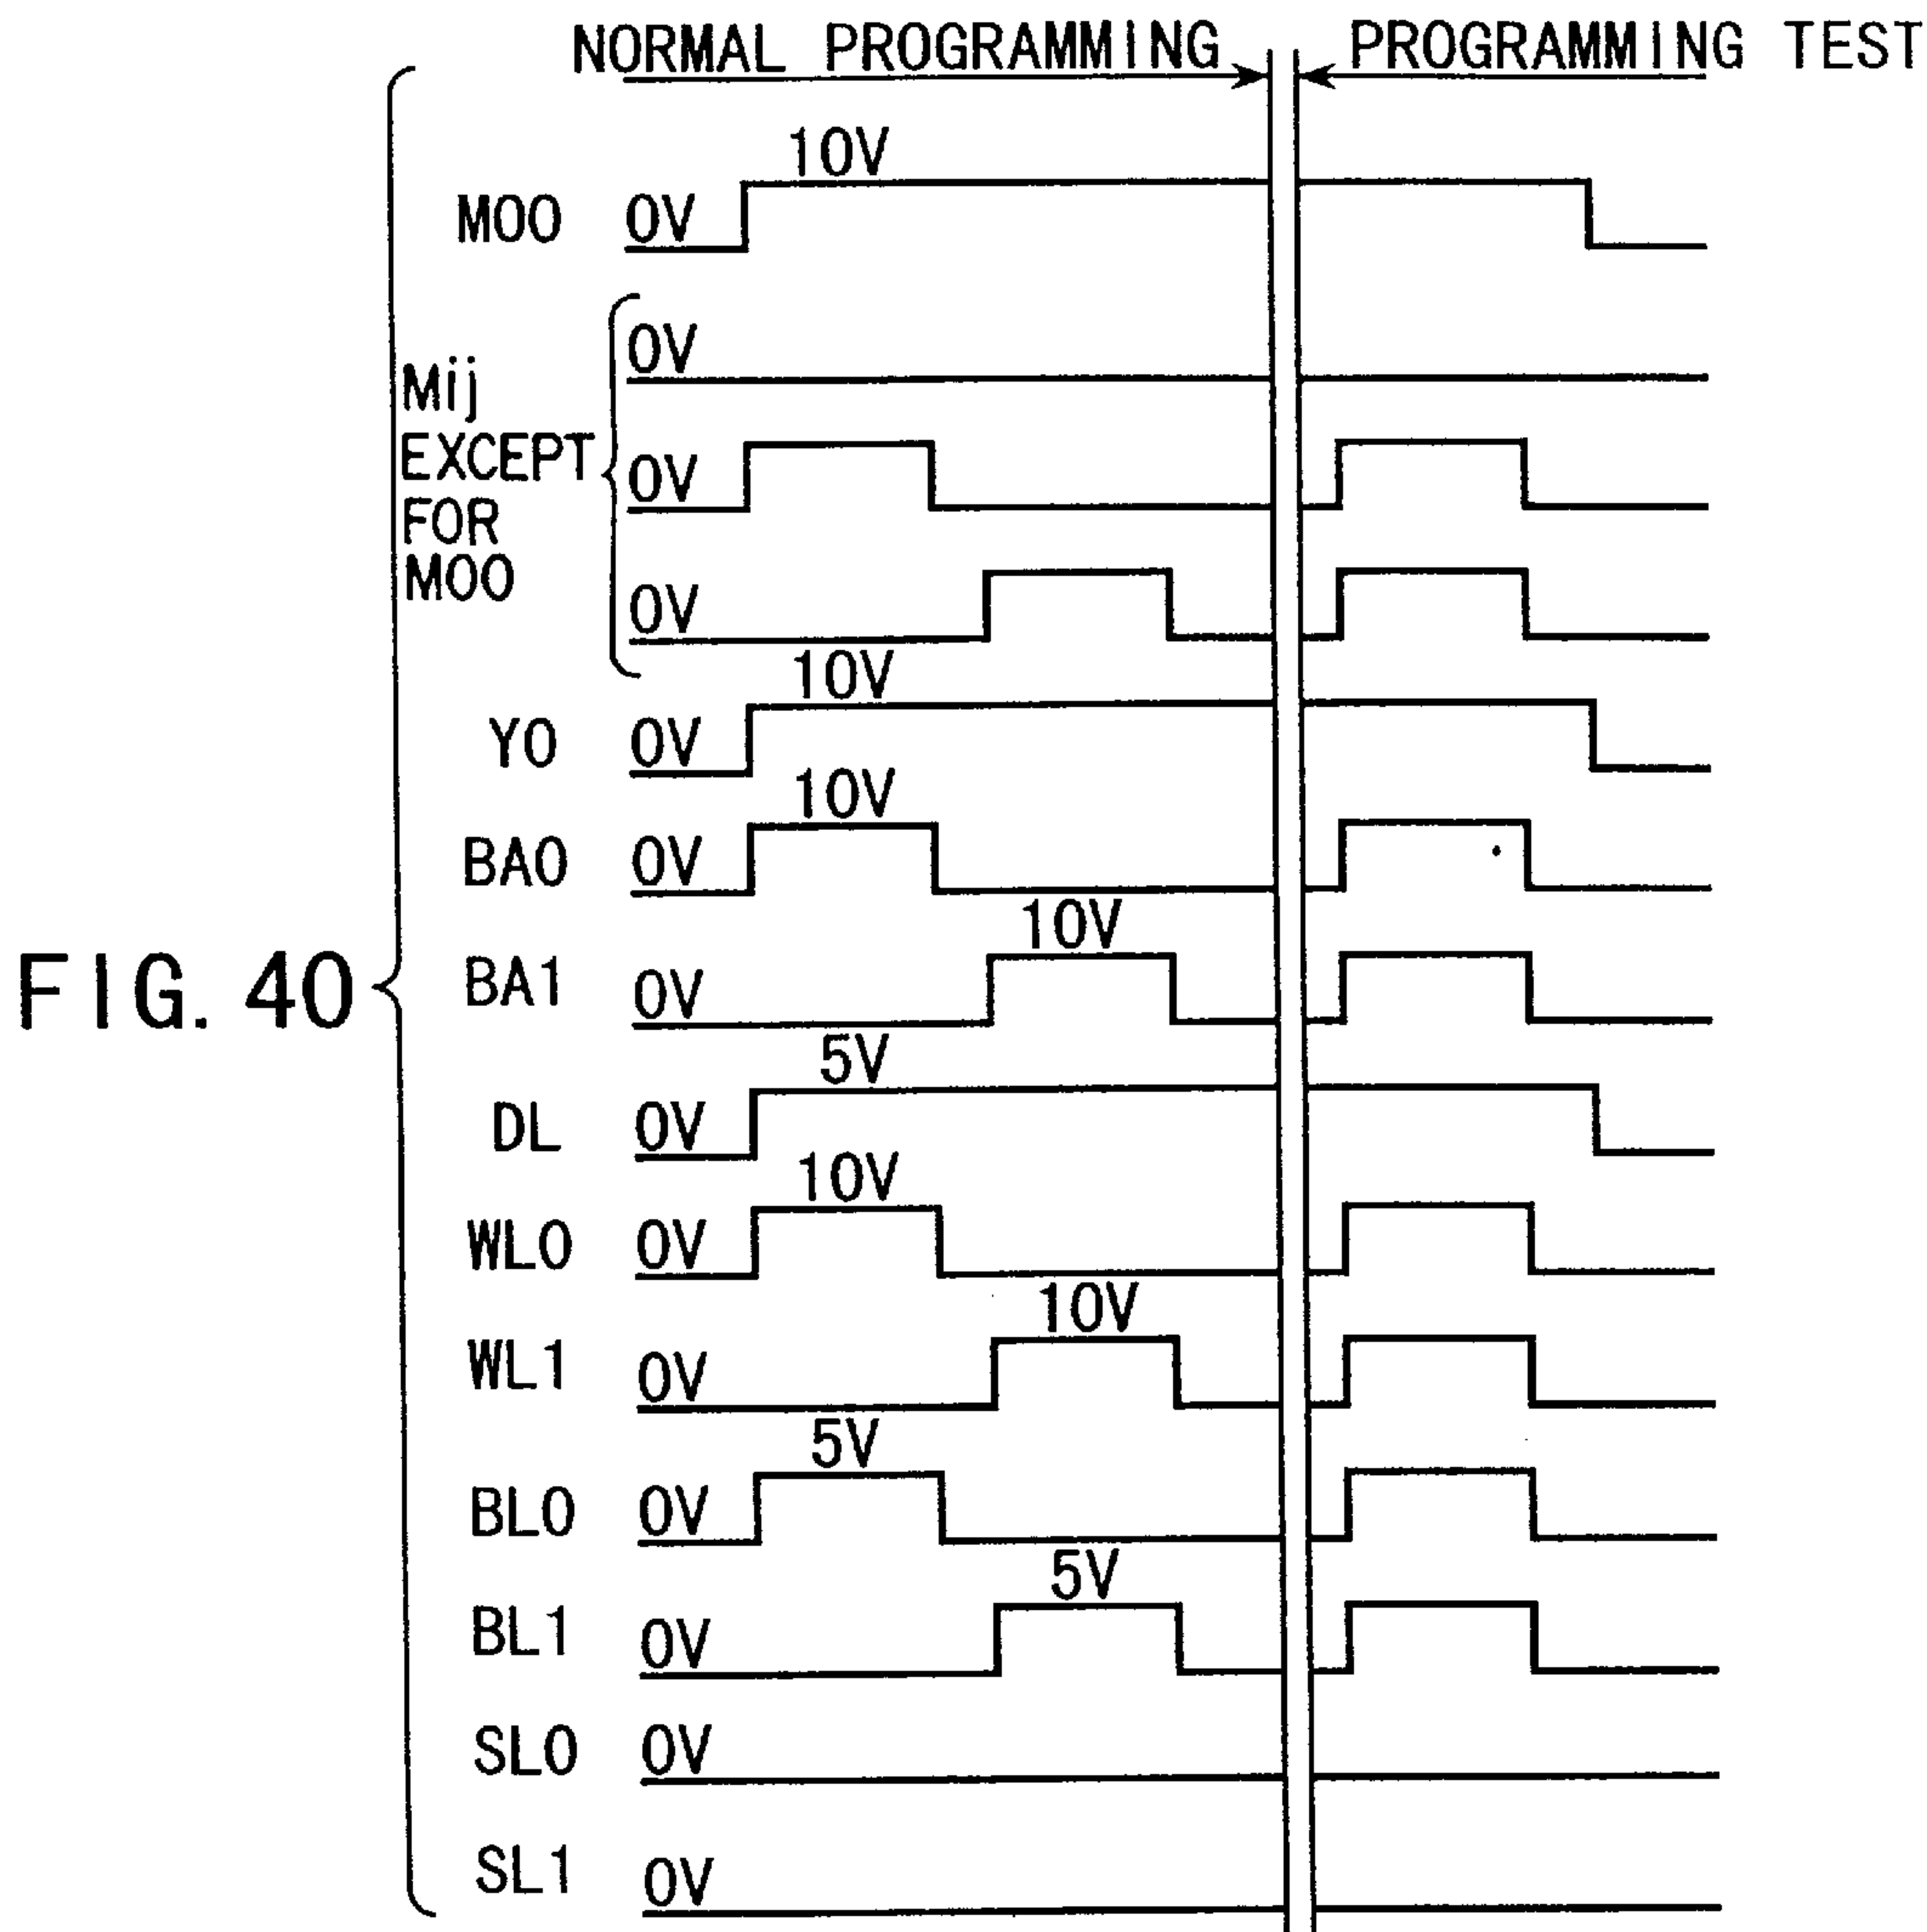 NORMAL PROGRAMMING PROGRAMMING TEST
10V
M00 0V
0V
Mij
EXCEPT
FOR
M00
0V
0V
10V
Y0 0V
10V
BA0 0V
10V
FIG. 40
BA1 0V
5V
DL 0V
10V
WL0 0V
10V
WL1 0V
5V
BL0 0V
5V
BL1 0V
SL0 0V
SL1 0V